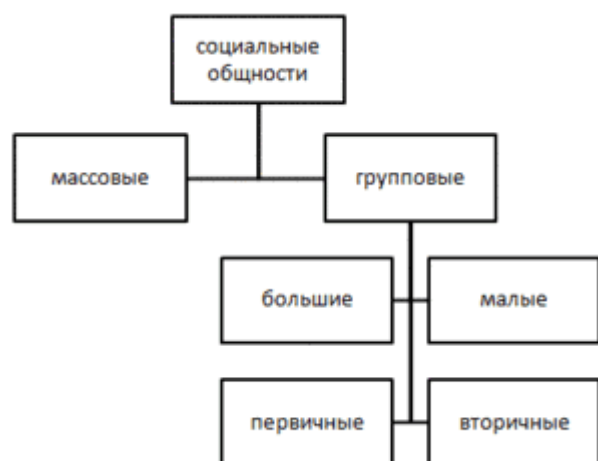 социальные
общности
массовые
групповые
большие
малые
первичные
вторичные